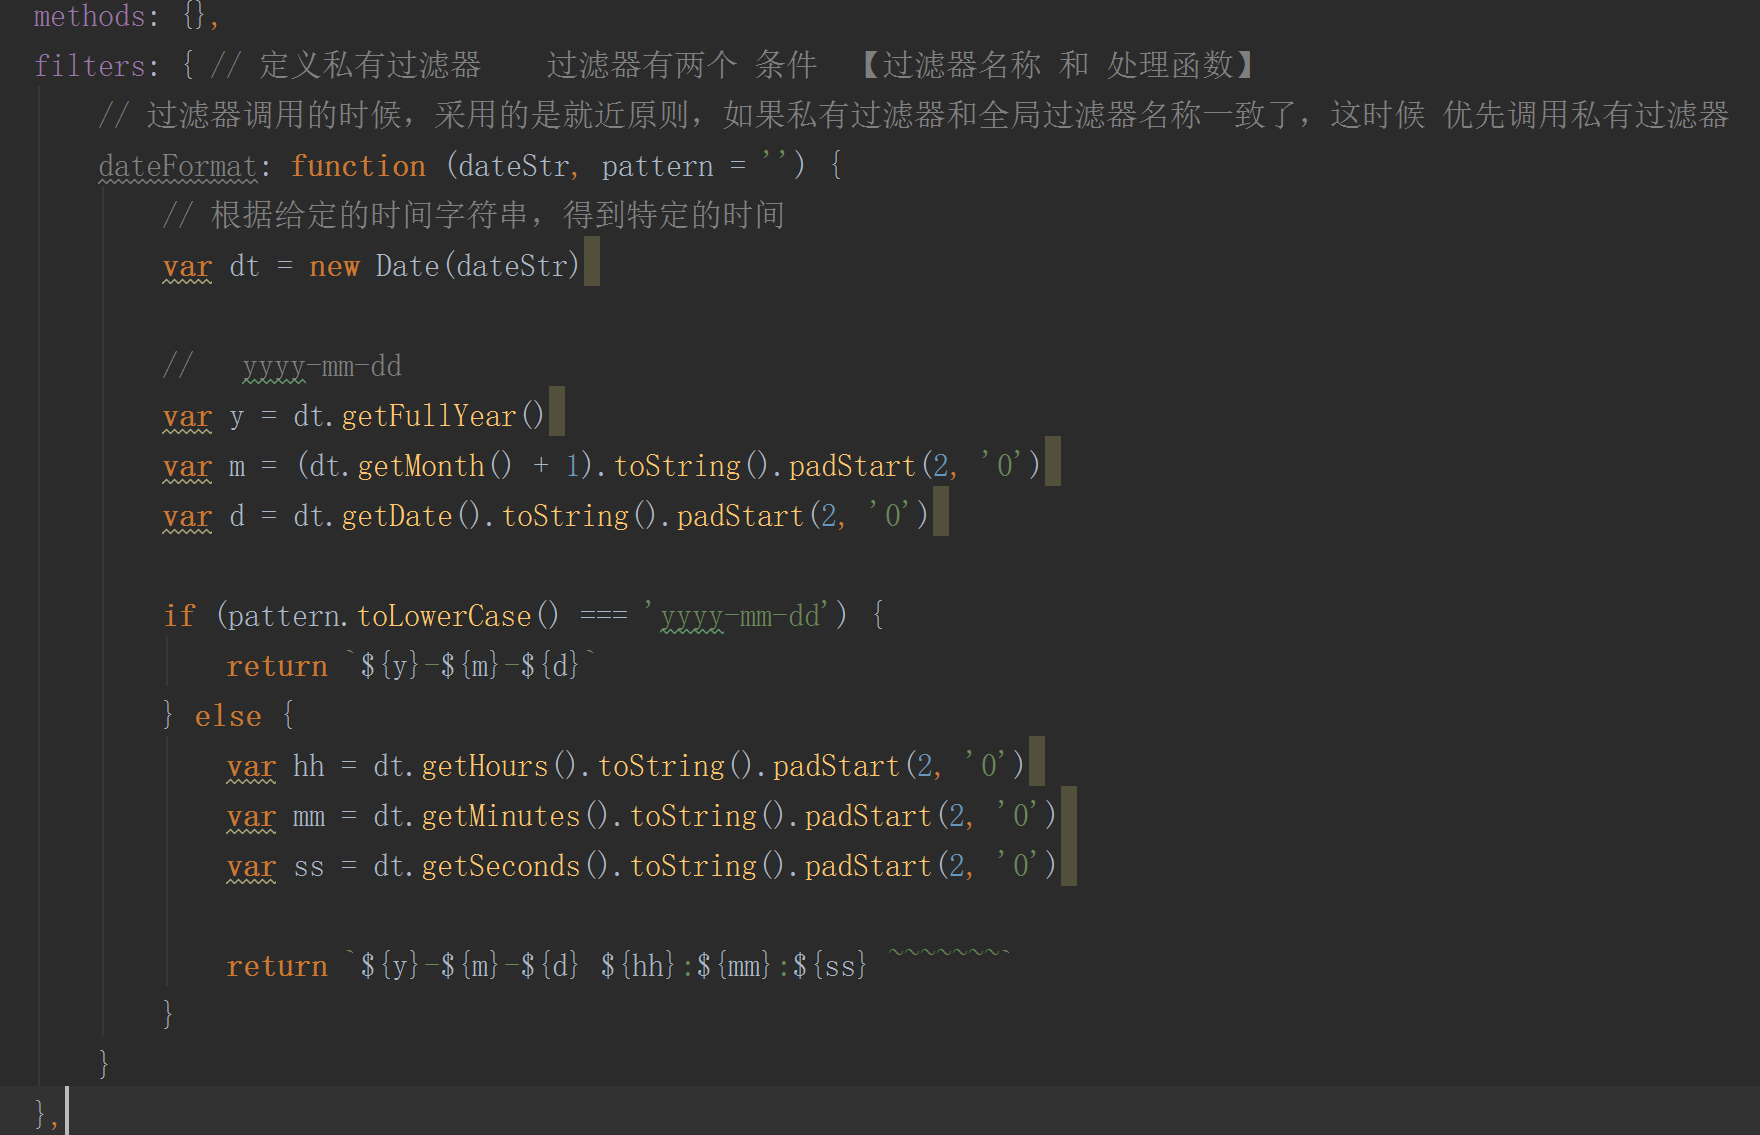 methods: {},
filters: { // 定义私有过滤器    过滤器有两个 条件  【过滤器名称 和 处理函数】
// 过滤器调用的时候，采用的是就近原则，如果私有过滤器和全局过滤器名称一致了，这时候 优先调用私有过滤器
dateFormat: function (dateStr, pattern = '') {
// 根据给定的时间字符串，得到特定的时间
var dt = new Date(dateStr)
//   yyyy-mm-dd
var y = dt.getFullYear()
var m = (dt.getMonth() + 1).toString().padStart(2, '0')
var d = dt.getDate().toString().padStart(2, '0')
if (pattern.toLowerCase() === 'yyyy-mm-dd') {
return `${y}-${m}-${d}`
} else {
var hh = dt.getHours().toString().padStart(2, '0')
var mm = dt.getMinutes().toString().padStart(2, '0')
var ss = dt.getSeconds().toString().padStart(2, '0')
return `${y}-${m}-${d} ${hh}:${mm}:${ss} ~~~~~~~`
}
}
},